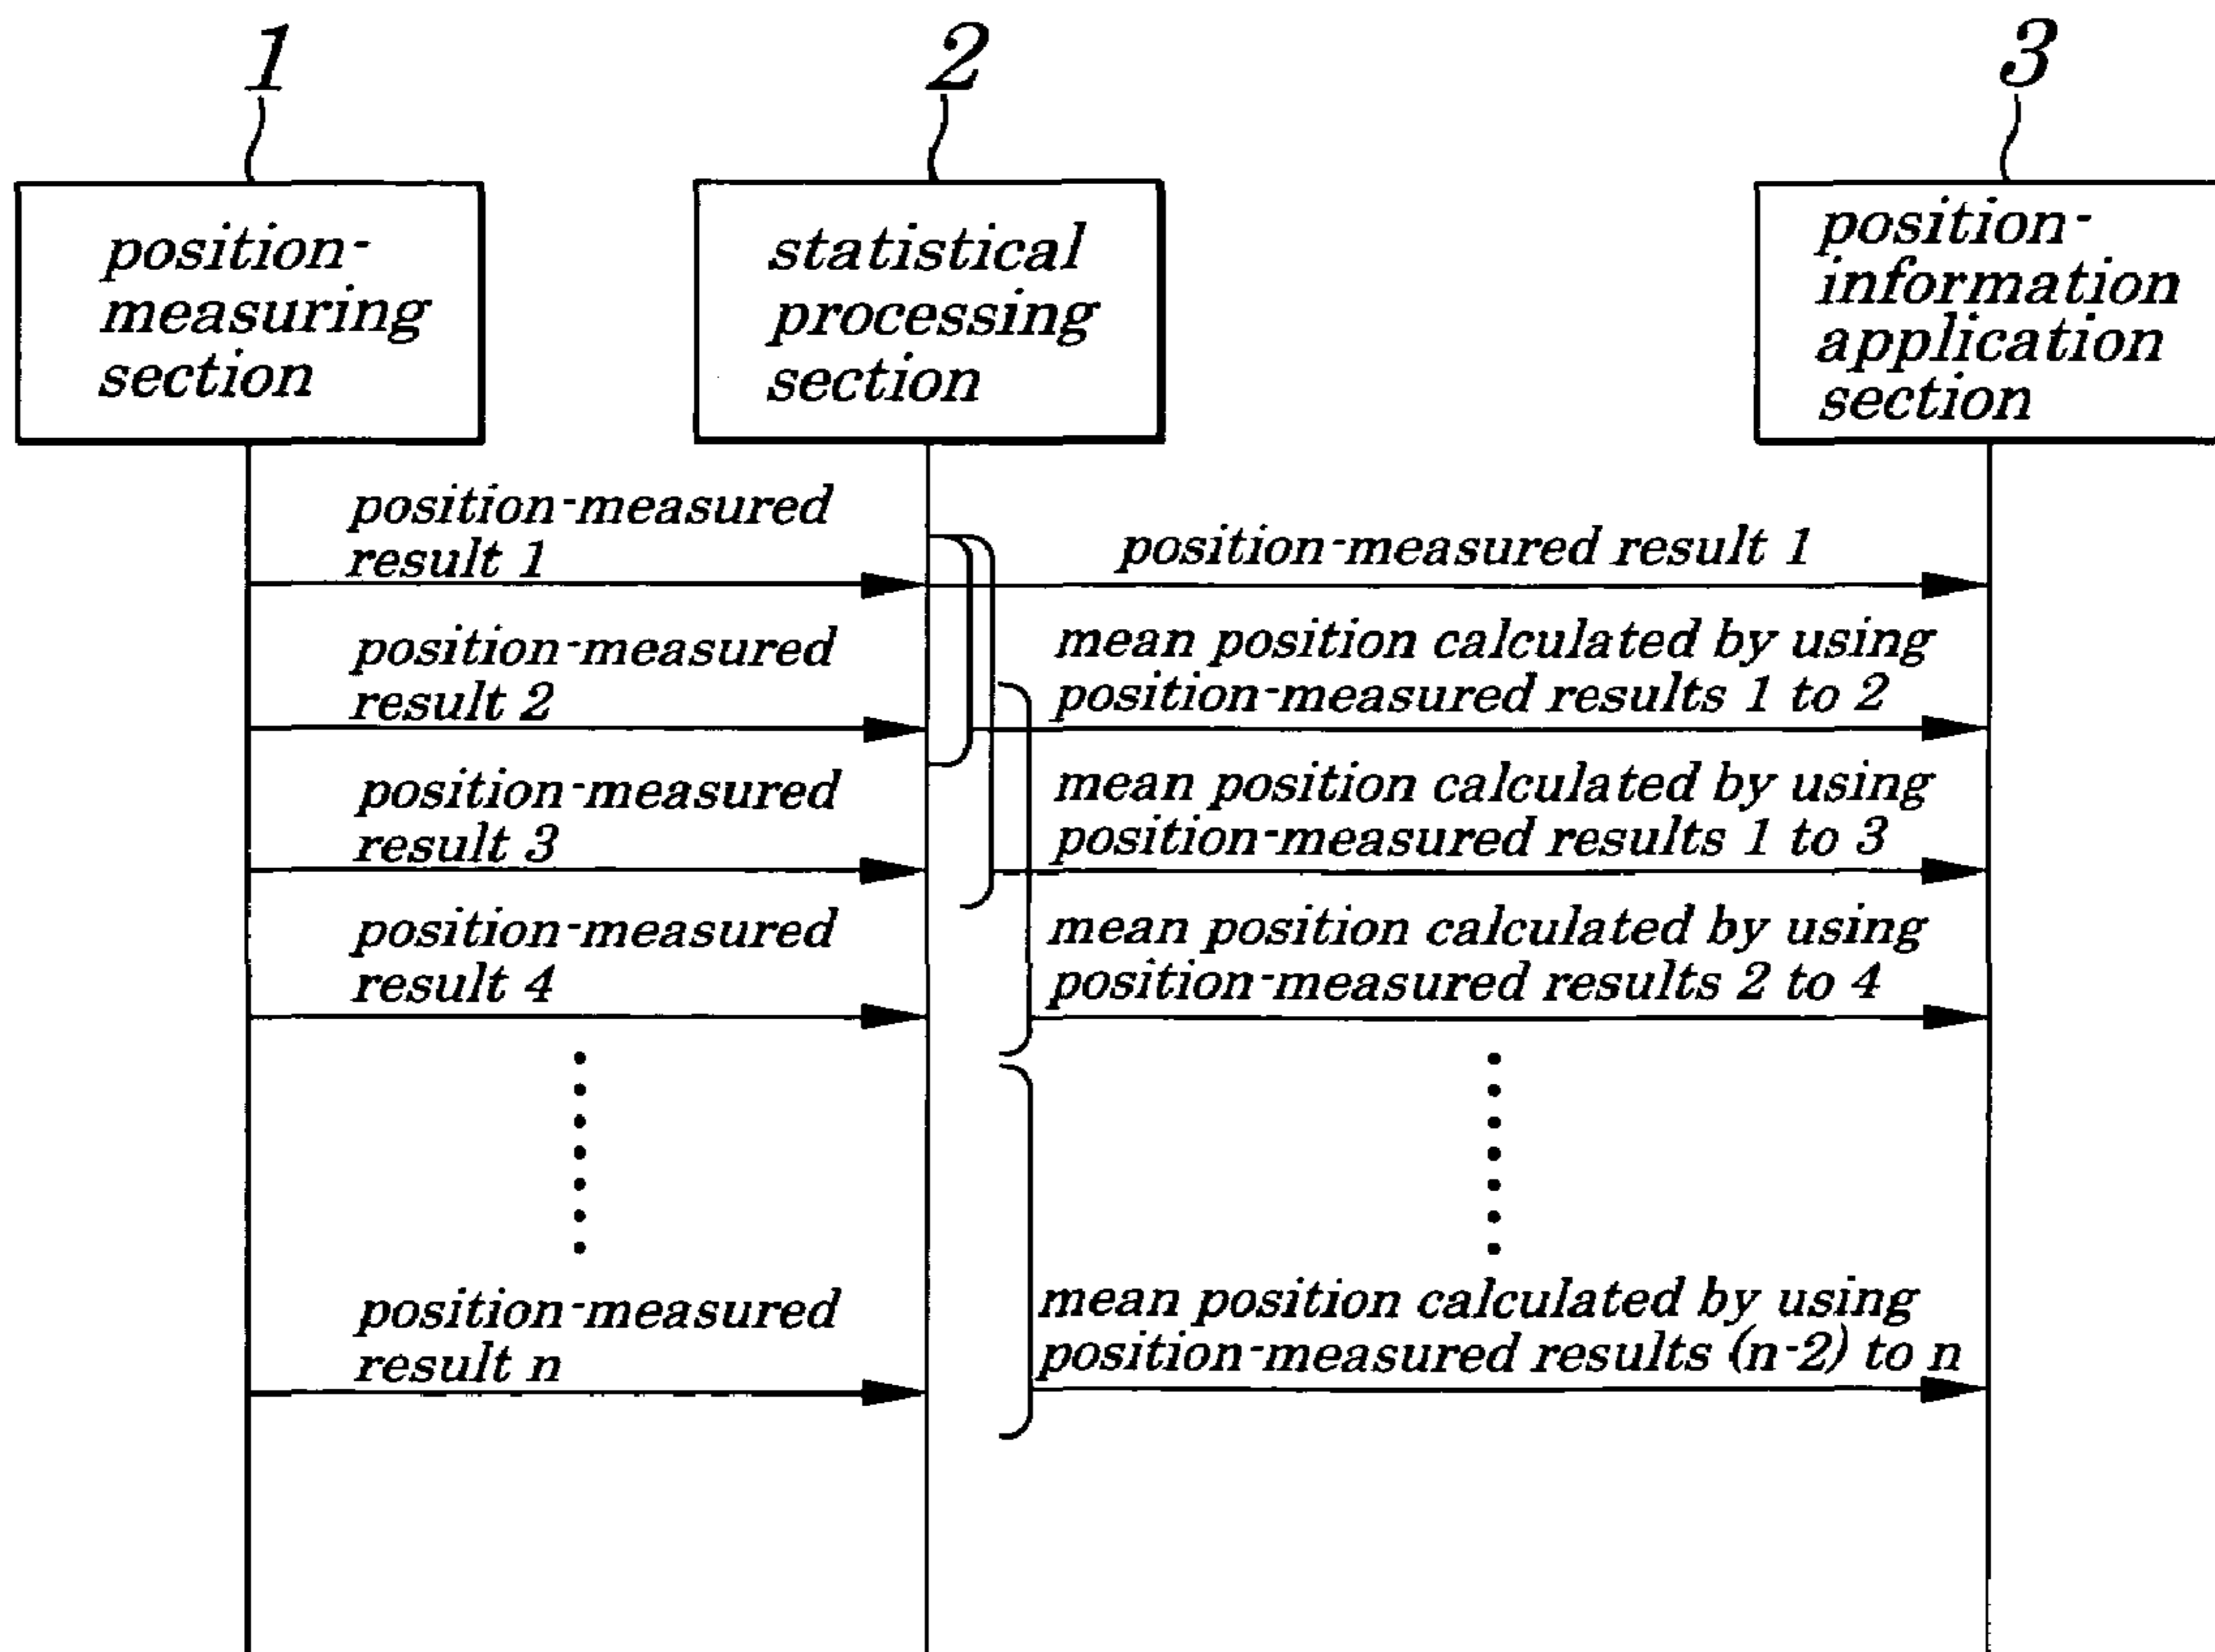 1
2
3
position-
measuring
section
statistical
processing
section
position-
information
application
section
position-measured
result 1
position-measured result 1
position-measured
result 2
mean position calculated by using
position-measured results 1 to 2
position-measured
result 3
mean position calculated by using
position-measured results 1 to 3
position-measured
result 4
mean position calculated by using
position-measured results 2 to 4
position-measured
result n
mean position calculated by using
position-measured results (n-2) to n